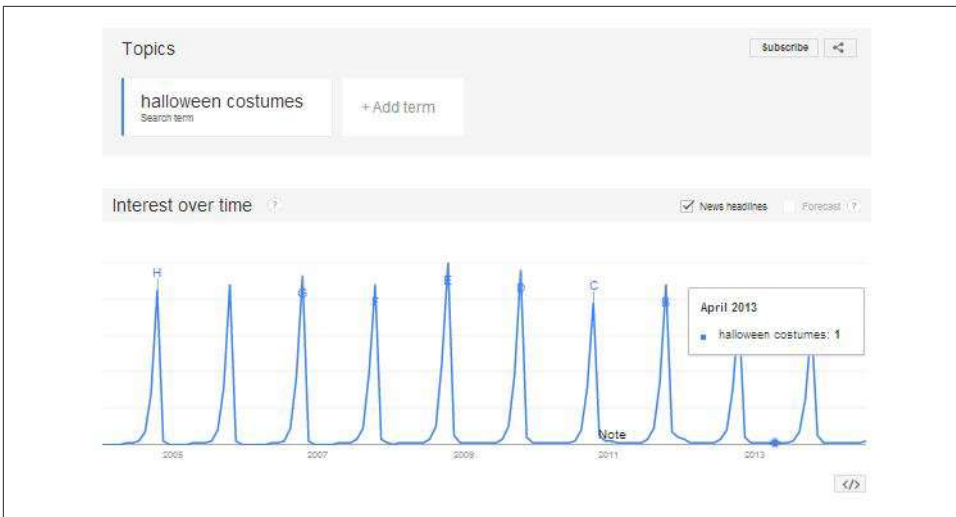 Topics
Subscribe
halloween costumes
Search term
+ Add term
Interest over time ?
News headlines
Forecast ?
H
G
F
E
D
C
B
April 2013
halloween costumes: 1
Note
2005 2007 2009 2011 2013
</>